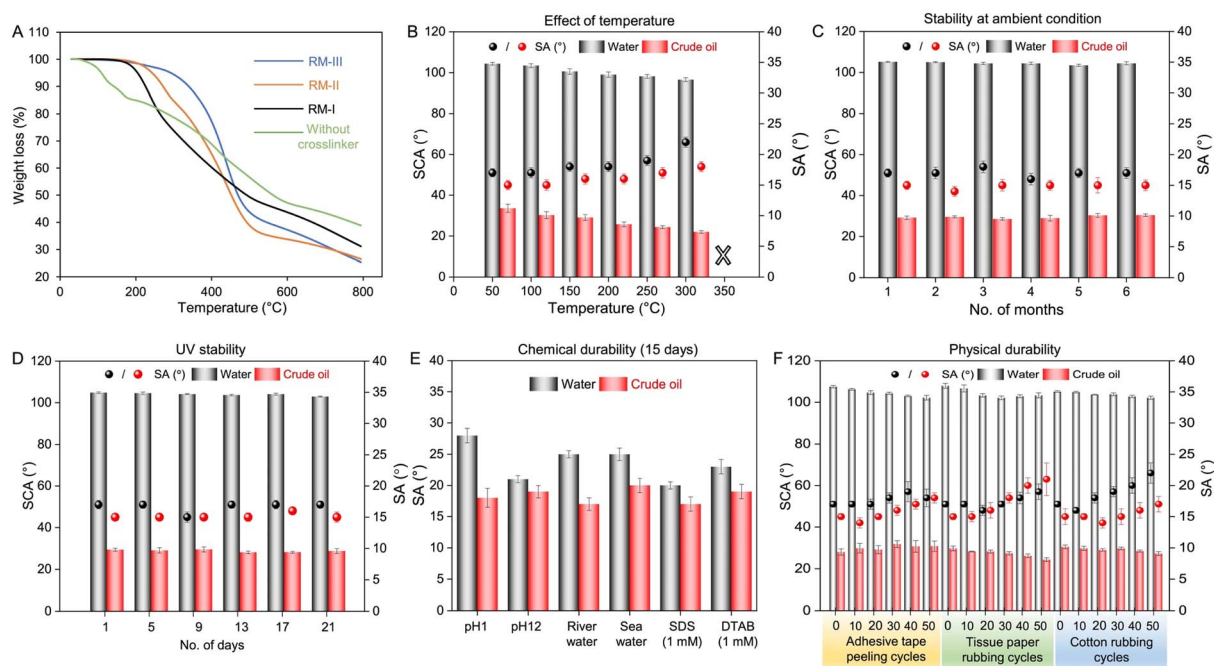 A
Weight loss (%)
100
110
90
80
70
60
50
40
30
20
RM-III
RM-II
RM-I
Without
crosslinker
0
200
400
600
800
Temperature (°C)
B
Effect of temperature
/ SA (°) Water Crude oil
SCA (°)
120
100
80
60
40
20
0
SA (°)
40
35
30
25
20
15
10
5
0
50 100 150 200 250 300 350
Temperature (°C)
X
C
Stability at ambient condition
/ SA (°) Water Crude oil
SCA (°)
120
100
80
60
40
20
0
SA (°)
40
35
30
25
20
15
10
5
0
1 2 3 4 5 6
No. of months
D
UV stability
/ SA (°) Water Crude oil
SCA (°)
120
100
80
60
40
20
0
SA (°)
40
35
30
25
20
15
10
5
0
1 5 9 13 17 21
No. of days
E
Chemical durability (15 days)
Water Crude oil
SA (°)
40
35
30
25
20
15
10
5
0
pH1 pH12 River Sea SDS DTAB
water water (1 mM) (1 mM)
F
Physical durability
/ SA (°) Water Crude oil
SCA (°)
120
100
80
60
40
20
0
SA (°)
40
35
30
25
20
15
10
5
0
0 10 20 30 40 50 0 10 20 30 40 50 0 10 20 30 40 50
Adhesive tape Tissue paper Cotton rubbing
peeling cycles rubbing cycles cycles